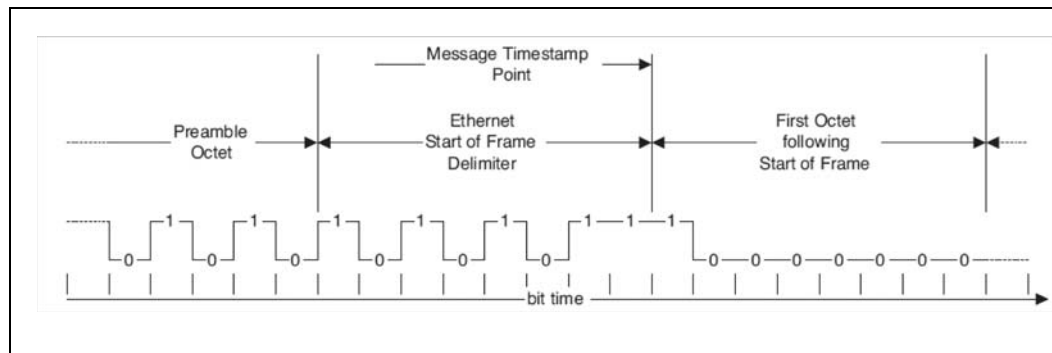 Message Timestamp
Point
Preamble
Octet
Ethernet
Start of Frame
Delimiter
First Octet
following
Start of Frame
1 1 1 1 1 1 1 1
0 0 0 0 0 0 0 0 0 0 0 0 0
bit time